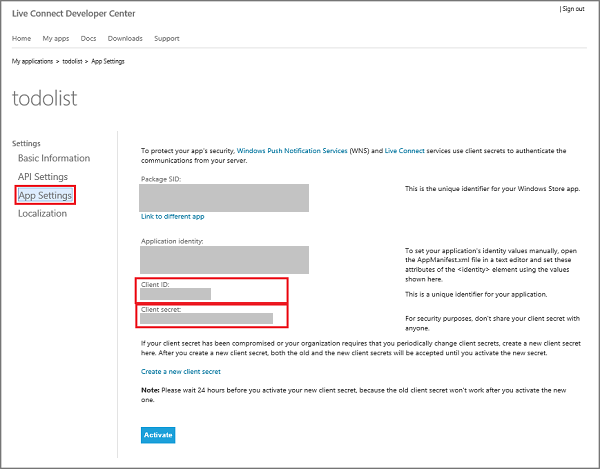 Live Connect Developer Center
| Sign out
Home My apps Docs Downloads Support
My applications > todolist > App Settings
todolist
Settings
Basic Information
API Settings
App Settings
Localization
To protect your app's security, Windows Push Notification Services (WNS) and Live Connect services use client secrets to authenticate the
communications from your server.
Package SID:
This is the unique identifier for your Windows Store app.
Link to different app
Application identity:
To set your application's identity values manually, open
the AppManifest.xml file in a text editor and set these
attributes of the <identity> element using the values
shown here.
Client ID:
This is a unique identifier for your application.
Client secret:
For security purposes, don't share your client secret with
anyone.
If your client secret has been compromised or your organization requires that you periodically change client secrets, create a new client secret
here. After you create a new client secret, both the old and the new client secrets will be accepted until you activate the new secret.
Create a new client secret
Note: Please wait 24 hours before you activate your new client secret, because the old client secret won't work after you activate the new
one.
Activate